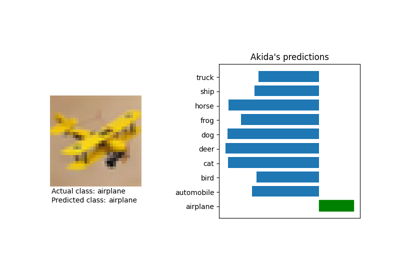 Akida's predictions
truck
ship
horse
frog
dog
deer
cat
bird
automobile
airplane
Actual class: airplane
Predicted class: airplane